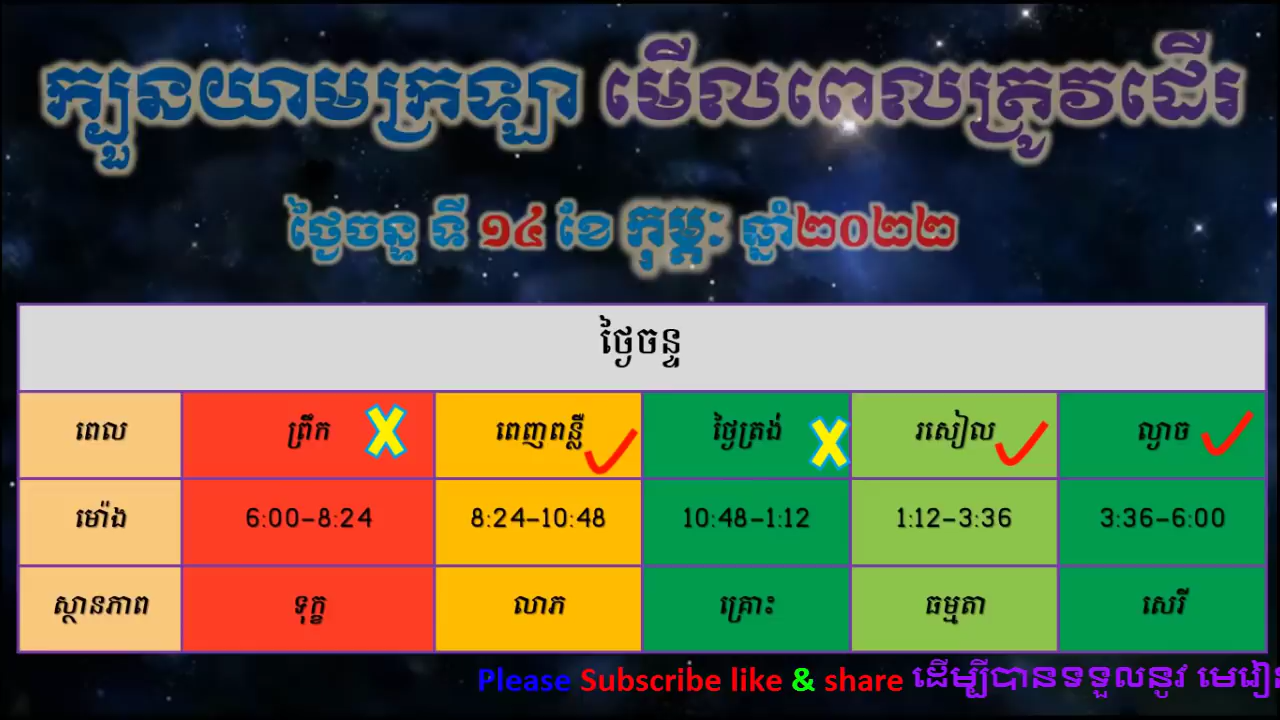 ក្បួនយាមក្រឡា មើលពេលត្រូវដើរ
ថ្ងៃចន្ទ ទី ១៤ ខែ កុម្ភៈ ឆ្នាំ២០២២
ថ្ងៃចន្ទ
ពេល ព្រឹក ពេញពន្លឺ ថ្ងៃត្រង់ រសៀល ល្ងាច
ម៉ោង 6:00-8:24 8:24-10:48 10:48-1:12 1:12-3:36 3:36-6:00
ស្ថានភាព ទុក្ខ លាភ គ្រោះ ធម្មតា សេរី
Please Subscribe like & share ដើម្បីបានទទួលនូវ មេរៀន